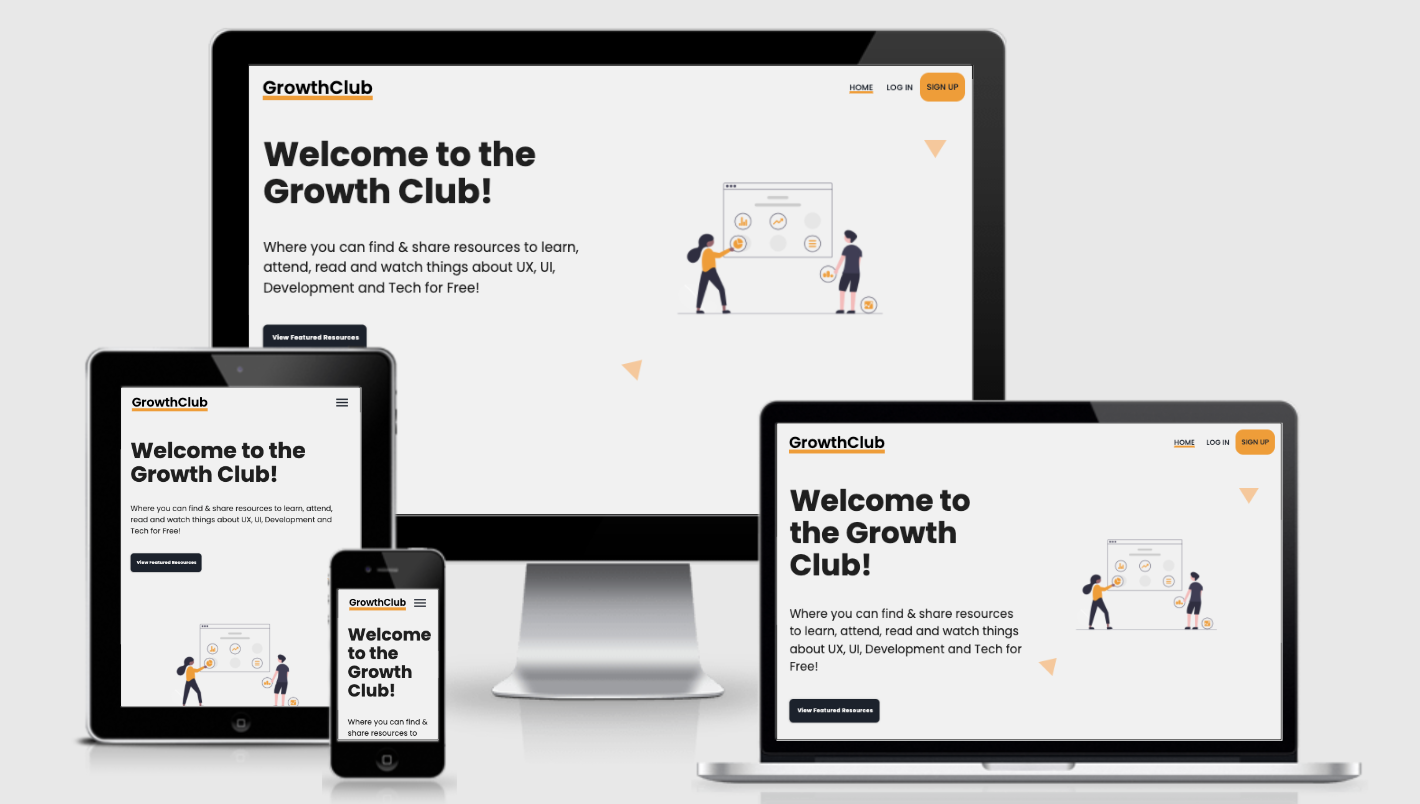 GrowthClub
HOME LOG IN SIGN UP
Welcome to the
Growth Club!
Where you can find & share resources to learn,
attend, read and watch things about UX, UI,
Development and Tech for Free!
View Featured Resources
GrowthClub
Welcome to the
Growth Club!
Where you can find & share resources to learn, attend,
read and watch things about UX, UI, Development and
Tech for Free!
View Featured Resources
GrowthClub
Welcome
to the
Growth
Club!
Where you can find &
share resources to
GrowthClub
HOME LOG IN SIGN UP
Welcome to
the Growth
Club!
Where you can find & share resources
to learn, attend, read and watch things
about UX, UI, Development and Tech for
Free!
View Featured Resources